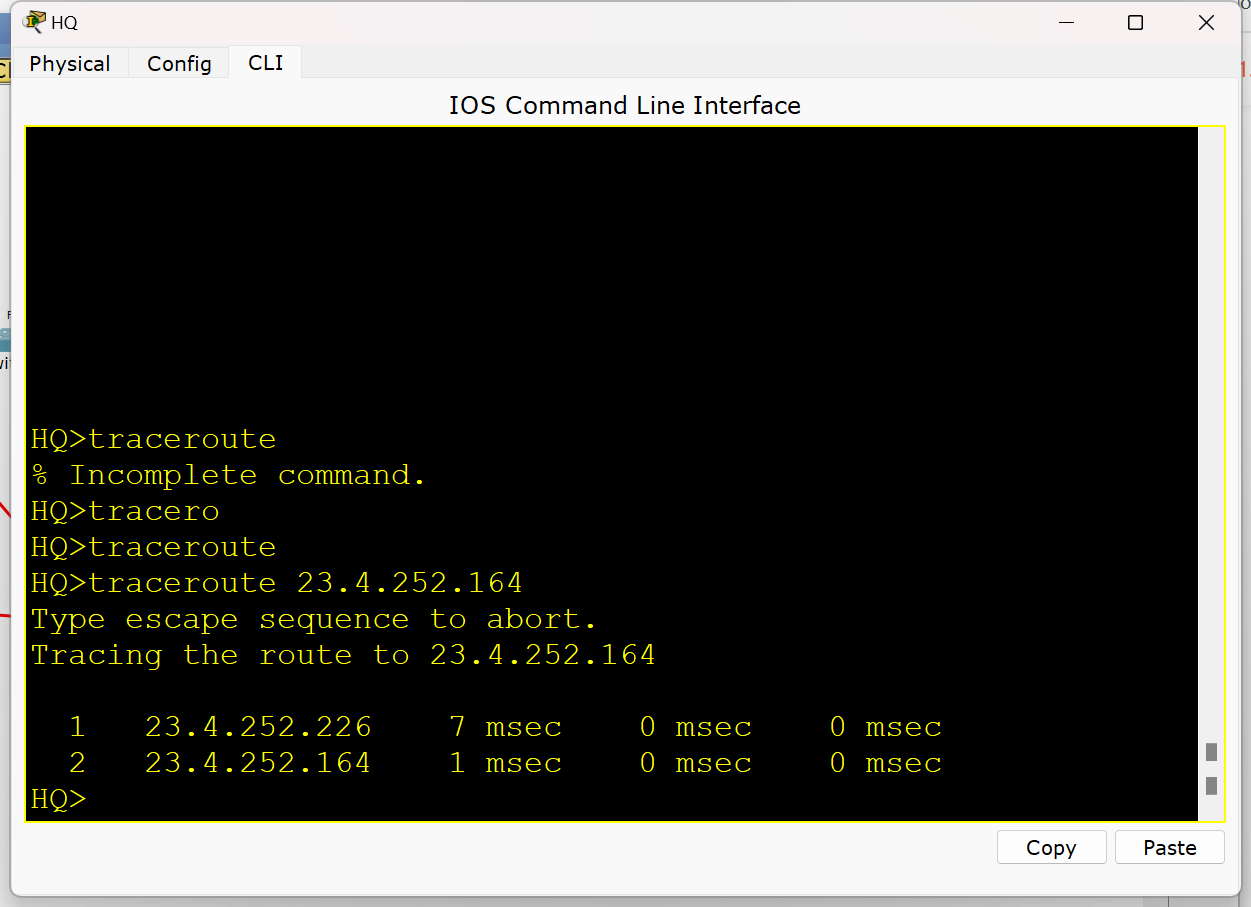 HQ
Physical Config CLI
IOS Command Line Interface
HQ>traceroute
% Incomplete command.
HQ>tracero
HQ>traceroute
HQ>traceroute 23.4.252.164
Type escape sequence to abort.
Tracing the route to 23.4.252.164
1 23.4.252.226 7 msec 0 msec 0 msec
2 23.4.252.164 1 msec 0 msec 0 msec
HQ>
Copy Paste